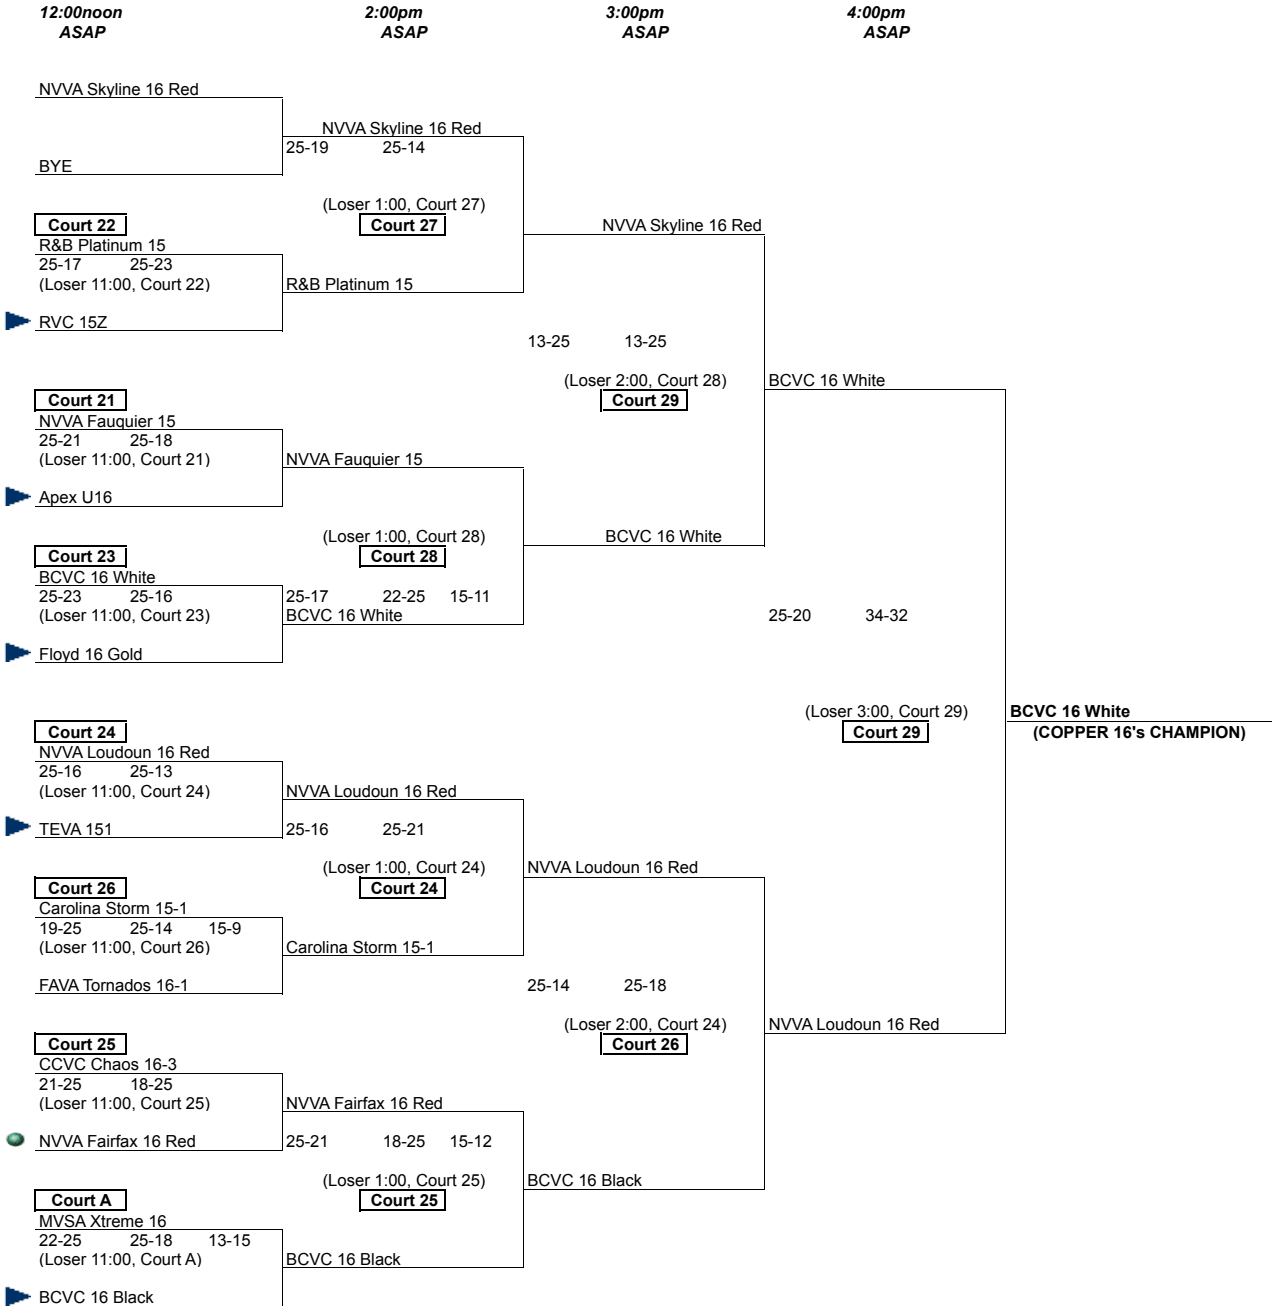 12:00noon 2:00pm 3:00pm 4:00pm
ASAP ASAP ASAP ASAP
NVVA Skyline 16 Red
NVVA Skyline 16 Red
25-19 25-14
BYE
(Loser 1:00, Court 27)
Court 22 Court 27 NVVA Skyline 16 Red
R&B Platinum 15
25-17 25-23
(Loser 11:00, Court 22) R&B Platinum 15
RVC 15Z
13-25 13-25
(Loser 2:00, Court 28) BCVC 16 White
Court 21 Court 29
NVVA Fauquier 15
25-21 25-18
(Loser 11:00, Court 21) NVVA Fauquier 15
Apex U16
(Loser 1:00, Court 28) BCVC 16 White
Court 23 Court 28
BCVC 16 White
25-23 25-16 25-17 22-25 15-11
(Loser 11:00, Court 23) BCVC 16 White 25-20 34-32
Floyd 16 Gold
(Loser 3:00, Court 29) BCVC 16 White
Court 24 Court 29 (COPPER 16's CHAMPION)
NVVA Loudoun 16 Red
25-16 25-13
(Loser 11:00, Court 24) NVVA Loudoun 16 Red
TEVA 151 25-16 25-21
(Loser 1:00, Court 24) NVVA Loudoun 16 Red
Court 26 Court 24
Carolina Storm 15-1
19-25 25-14 15-9
(Loser 11:00, Court 26) Carolina Storm 15-1
FAVA Tornados 16-1 25-14 25-18
(Loser 2:00, Court 24) NVVA Loudoun 16 Red
Court 25 Court 26
CCVC Chaos 16-3
21-25 18-25
(Loser 11:00, Court 25) NVVA Fairfax 16 Red
NVVA Fairfax 16 Red 25-21 18-25 15-12
(Loser 1:00, Court 25) BCVC 16 Black
Court A Court 25
MVSA Xtreme 16
22-25 25-18 13-15
(Loser 11:00, Court A) BCVC 16 Black
BCVC 16 Black